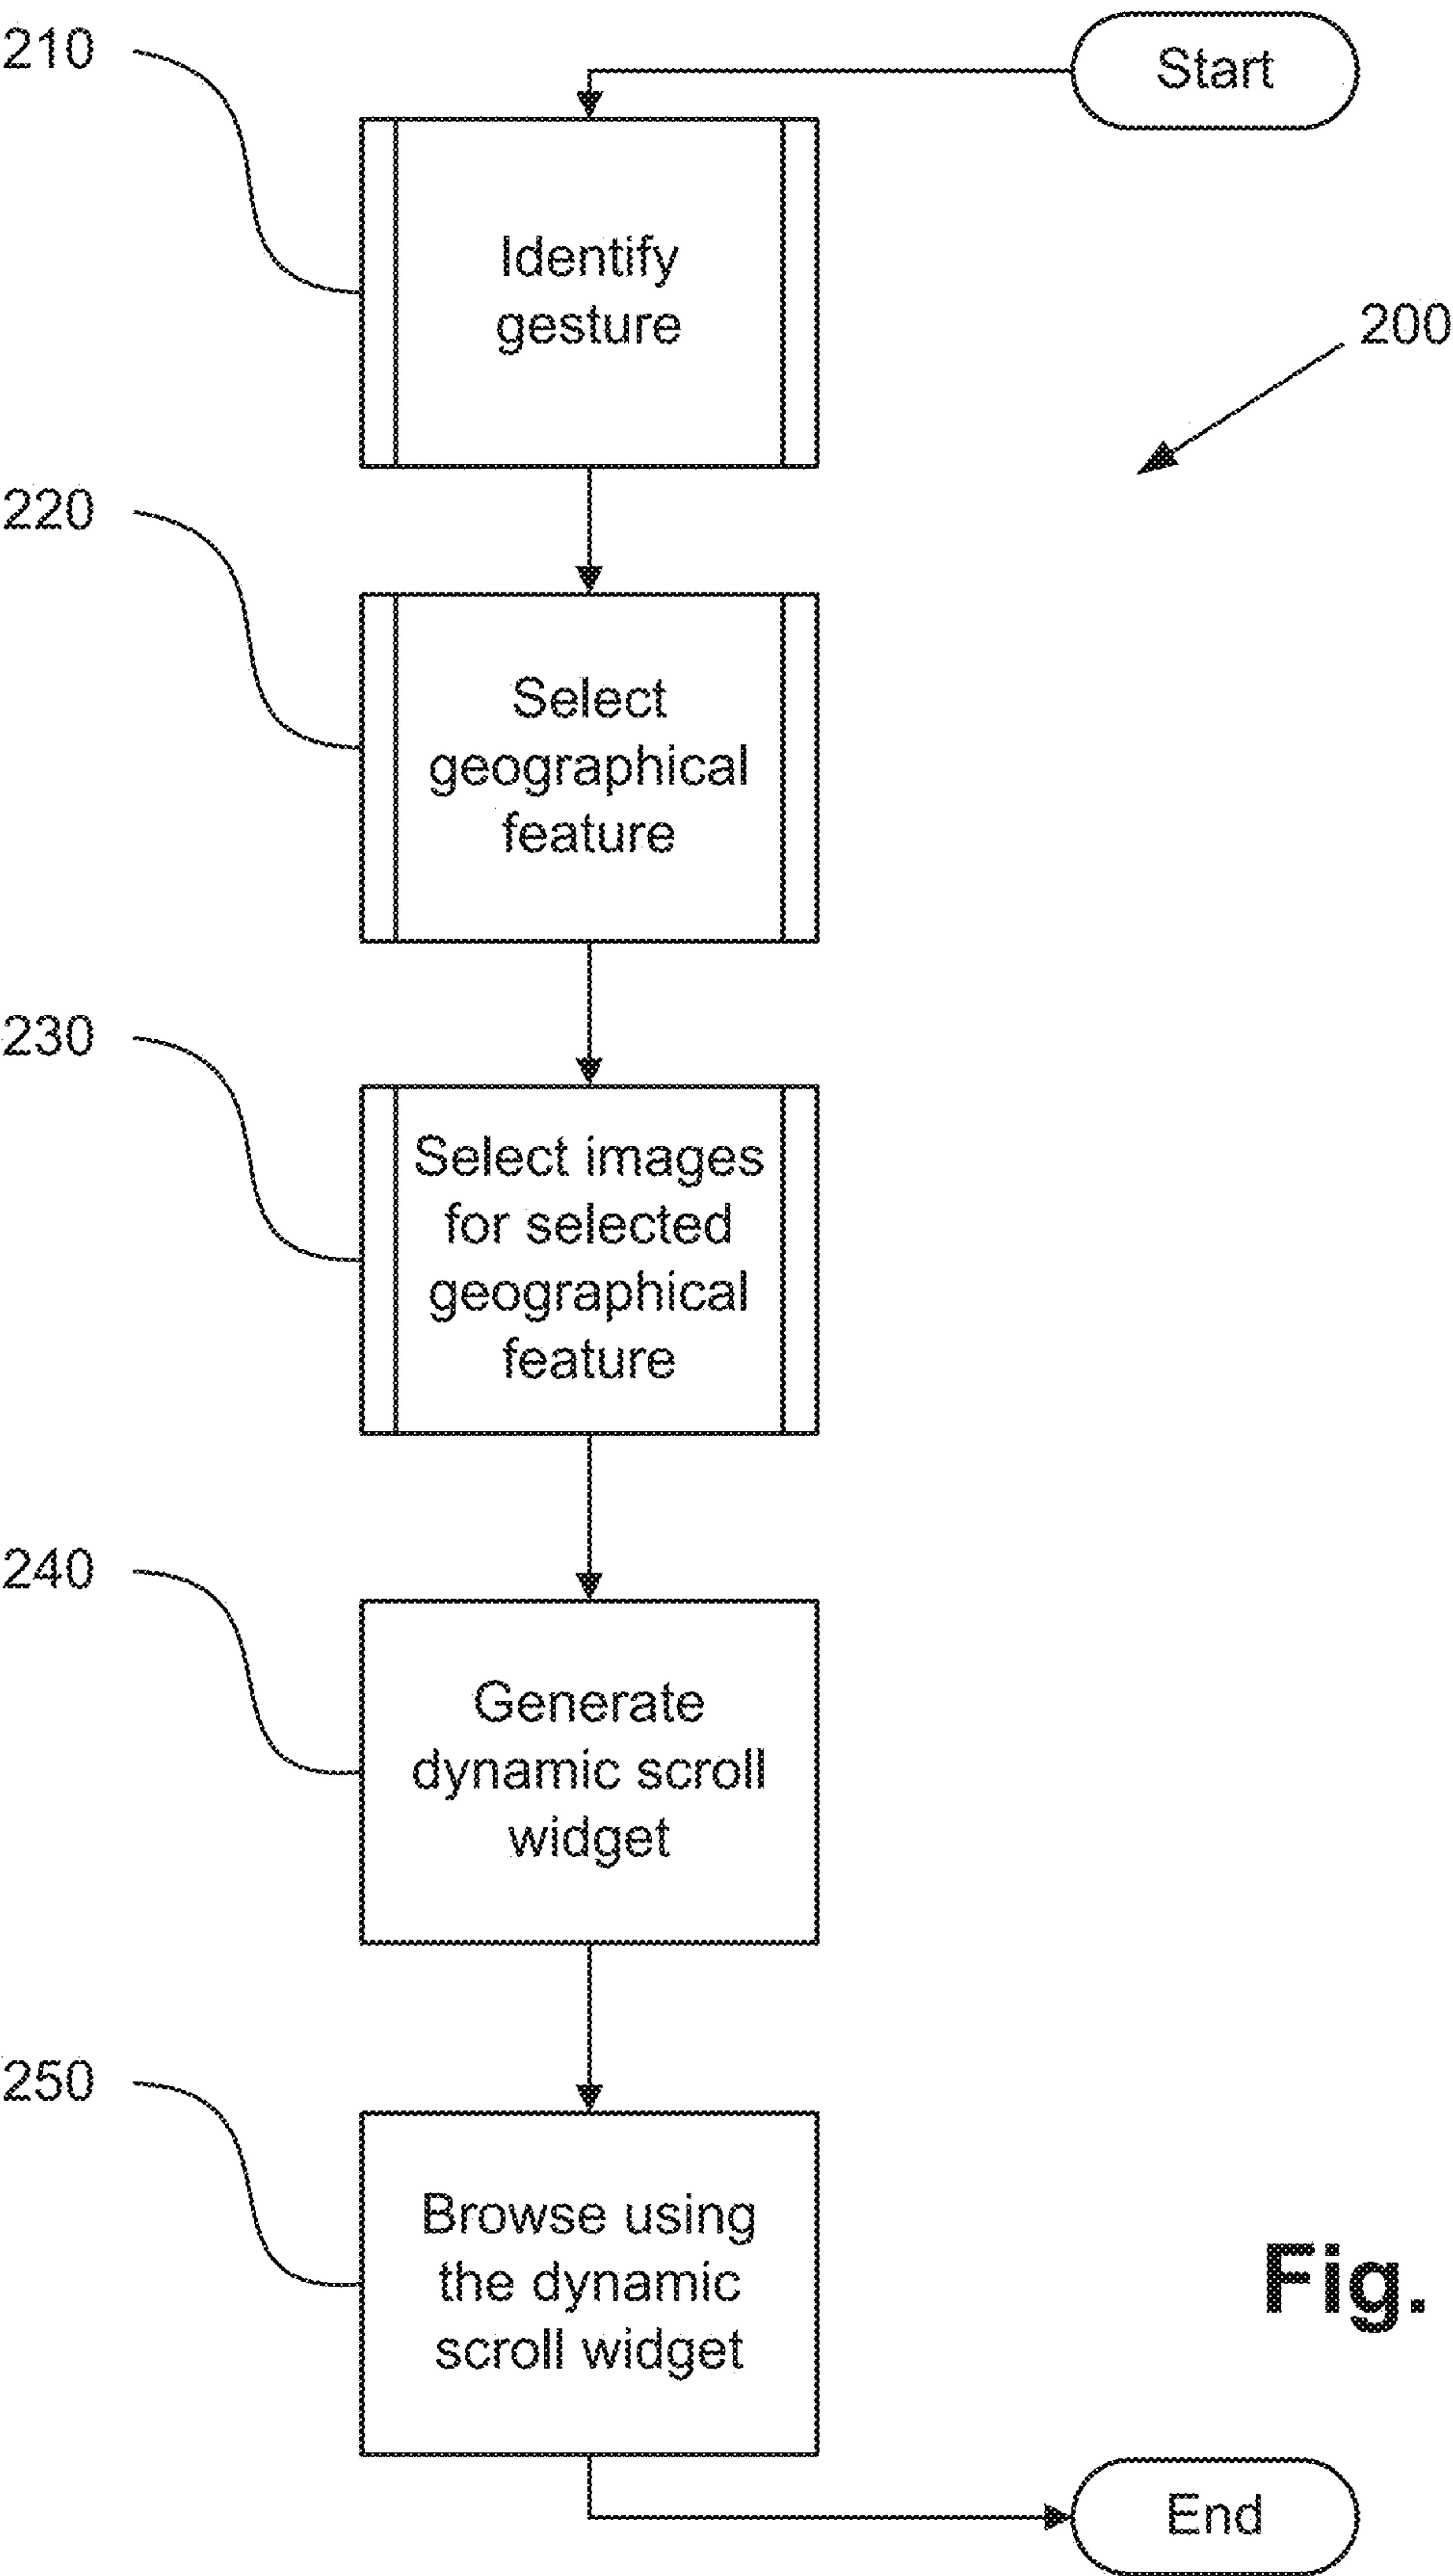 Start
210
Identify
gesture
200
220
Select
geographical
feature
230
Select images
for selected
geographical
feature
240
Generate
dynamic scroll
widget
250
Browse using
the dynamic
scroll widget
Fig.
End